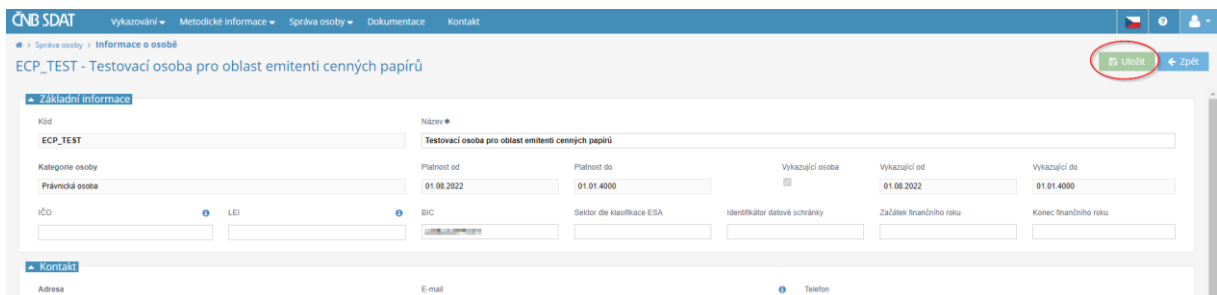 ČNB SDAT Vykazování Metodické informace Správa osoby Dokumentace Kontakt
Správa osoby > Informace o osobě
ECP_TEST - Testovací osoba pro oblast emitenti cenných papírů
Uložit Zpět
Základní informace
Kód Název
ECP_TEST Testovací osoba pro oblast emitenti cenných papírů
Kategorie osoby Platnost od Platnost do Vykazující osoba Vykazující od Vykazující do
Právnická osoba 01.08.2022 01.01.4000 01.08.2022 01.01.4000
IČO LEI BIC Sektor dle klasifikace ESA Identifikátor datové schránky Začátek finančního roku Konec finančního roku
Kontakt
Adresa E-mail Telefon